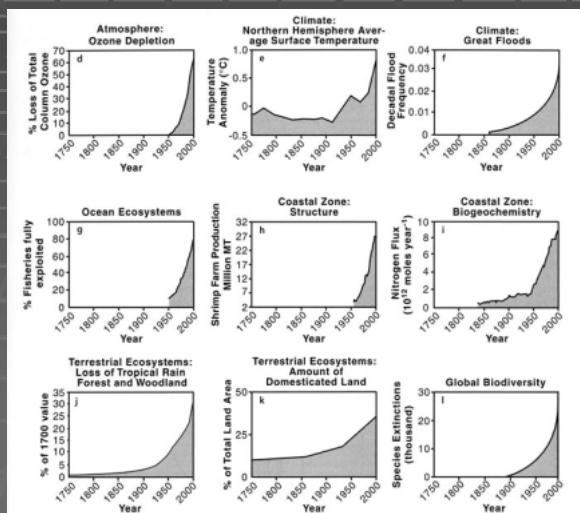 Atmosphere:
Ozone Depletion
d
% Loss of Total
Column Ozone
70
60
50
40
30
20
10
0
1750
1800
1850
1900
1950
2000
Year
Climate:
Northern Hemisphere Aver-
age Surface Temperature
e
Temperature
Anomaly (°C)
1.0
0.5
0
-0.5
1750
1800
1850
1900
1950
2000
Year
Climate:
Great Floods
f
Decadal Flood
Frequency
0.04
0.03
0.02
0.01
0
1750
1800
1850
1900
1950
2000
Year
Ocean Ecosystems
g
% Fisheries fully
exploited
100
80
60
40
20
0
1750
1800
1850
1900
1950
2000
Year
Coastal Zone:
Structure
h
Shrimp Farm Production
Million MT
32
27
22
17
12
7
2
1750
1800
1850
1900
1950
2000
Year
Coastal Zone:
Biogeochemistry
i
Nitrogen Flux
(10¹² moles year⁻¹)
10
8
6
4
2
0
1750
1800
1850
1900
1950
2000
Year
Terrestrial Ecosystems:
Loss of Tropical Rain
Forest and Woodland
j
% of 1700 value
35
30
25
20
15
10
5
0
1750
1800
1850
1900
1950
2000
Year
Terrestrial Ecosystems:
Amount of
Domesticated Land
k
% of Total Land Area
50
25
0
1750
1800
1850
1900
1950
2000
Year
Global Biodiversity
l
Species Extinctions
(thousand)
30
20
10
0
1750
1800
1850
1900
1950
2000
Year